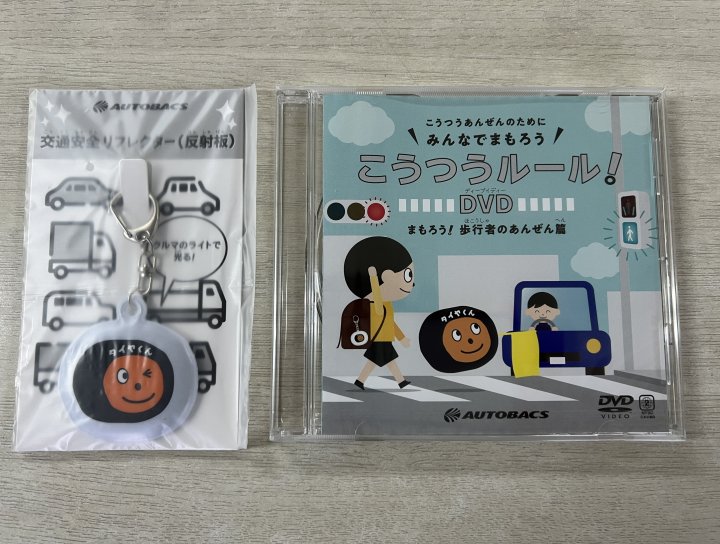 AUTOBACS
交通安全リフレクター(反射板)
クルマのライトで
光る!
タイヤくん
こうつうあんぜんのために
みんなでまもろう
こうつうルール!
ディーブイディー
DVD
ほこうしゃ
へん
まもろう! 歩行者のあんぜん篇
タイヤくん
AUTOBACS
DVD
VIDEO
2